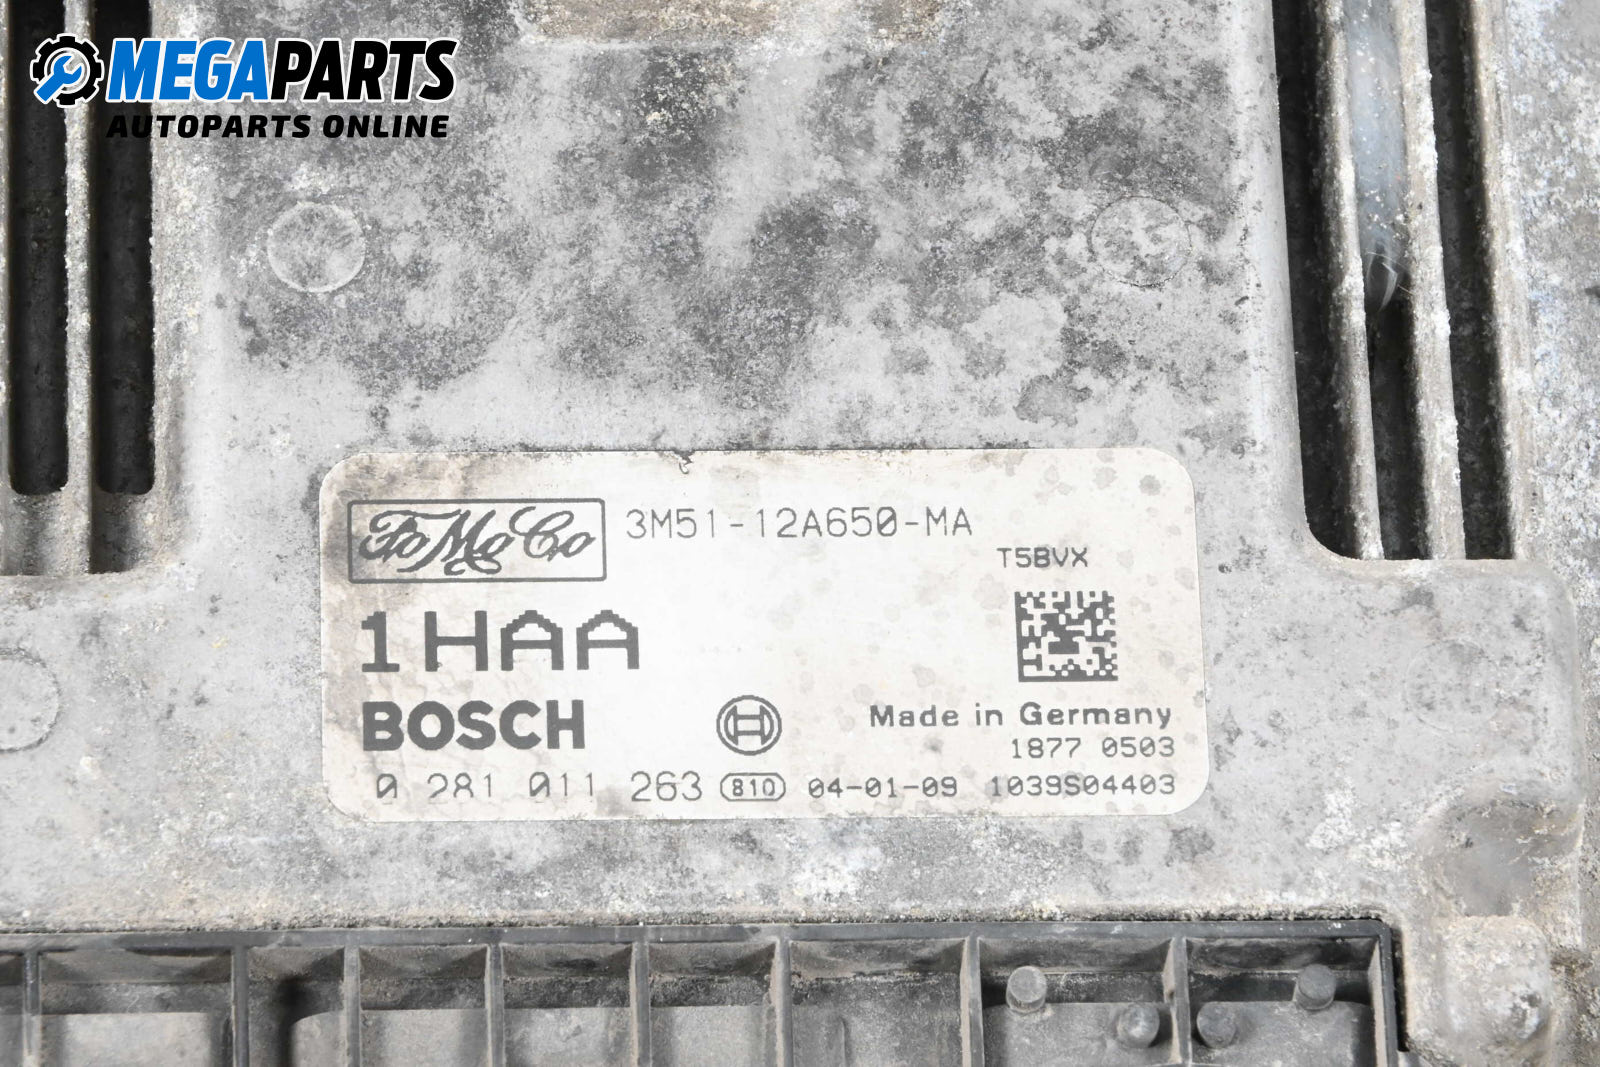 MEGAPARTS
AUTOPARTS ONLINE
FoMoCo 3M51-12A650-MA
T5BVX
1HAA
BOSCH
Made in Germany
1877 0503
0 281 011 263 810 04-01-09 1039S04403